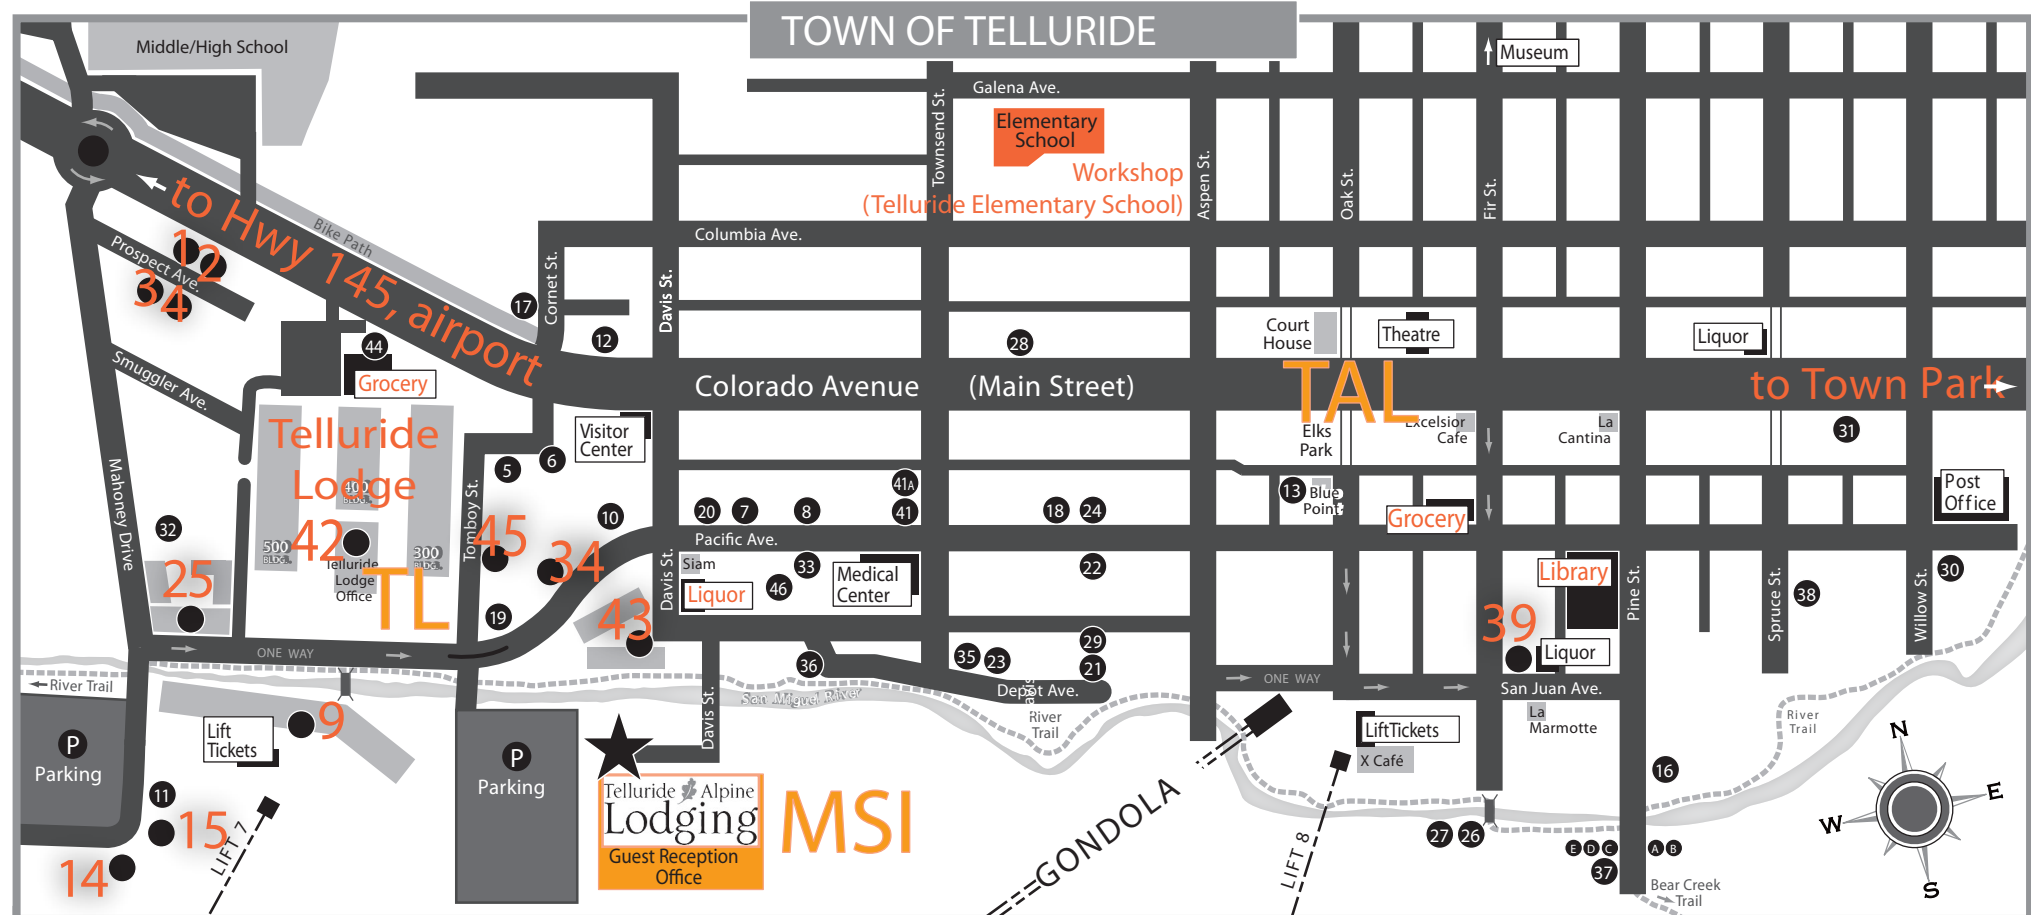 TOWN OF TELLURIDE
Middle/High School
Museum
Galena Ave.
Elementary
School
Workshop
(Telluride Elementary School)
Townsend St.
Aspen St.
Oak St.
Fir St.
to Hwy 145, airport
Bike Path
Columbia Ave.
Cornet St.
Davis St.
Prospect Ave.
1
2
3
4
17
12
28
44
Grocery
Court
House
Theatre
Liquor
Colorado Avenue
(Main Street)
TAL
to Town Park
Smuggler Ave.
Telluride
Lodge
400
BLDG.
500
BLDG.
300
BLDG.
42
Telluride
Lodge
Office
TL
Visitor
Center
5
6
Elks
Park
Excelsior
Cafe
La
Cantina
31
Mahoney Drive
Tomboy St.
32
25
45
34
10
20
7
8
41A
41
18
24
13
Blue
Point
Grocery
Post
Office
Pacific Ave.
Siam
Liquor
46
33
Medical
Center
22
Library
Pine St.
Spruce St.
38
Willow St.
30
19
43
Davis St.
39
Liquor
ONE WAY
36
35
23
29
21
Depot Ave.
ONE WAY
San Juan Ave.
River Trail
San Miguel River
River
Trail
La
Marmotte
River
Trail
Lift
Tickets
9
Davis St.
LiftTickets
X Café
P
Parking
P
Parking
11
15
14
LIFT 7
Telluride Alpine
Lodging
Guest Reception
Office
MSI
GONDOLA
LIFT 8
27
26
16
E
D
C
A
B
37
Bear Creek
Trail
N
E
W
S